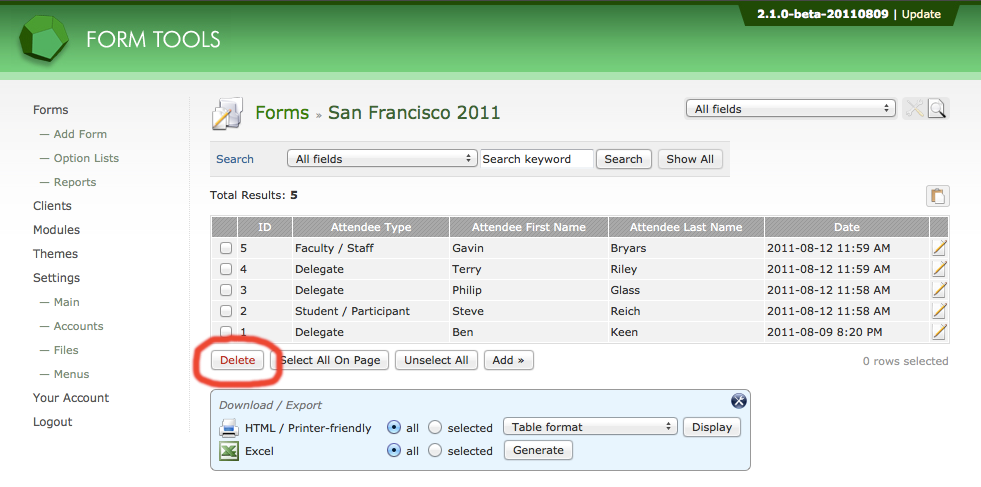 2.1.0-beta-20110809 | Update
FORM TOOLS
Forms
— Add Form
— Option Lists
— Reports
Clients
Modules
Themes
Settings
— Main
— Accounts
— Files
— Menus
Your Account
Logout
Forms » San Francisco 2011
All fields
Search All fields Search keyword Search Show All
Total Results: 5
ID Attendee Type Attendee First Name Attendee Last Name Date
5 Faculty / Staff Gavin Bryars 2011-08-12 11:59 AM
4 Delegate Terry Riley 2011-08-12 11:59 AM
3 Delegate Philip Glass 2011-08-12 11:58 AM
2 Student / Participant Steve Reich 2011-08-12 11:58 AM
1 Delegate Ben Keen 2011-08-09 8:20 PM
Delete Select All On Page Unselect All Add » 0 rows selected
Download / Export
HTML / Printer-friendly all selected Table format Display
Excel all selected Generate